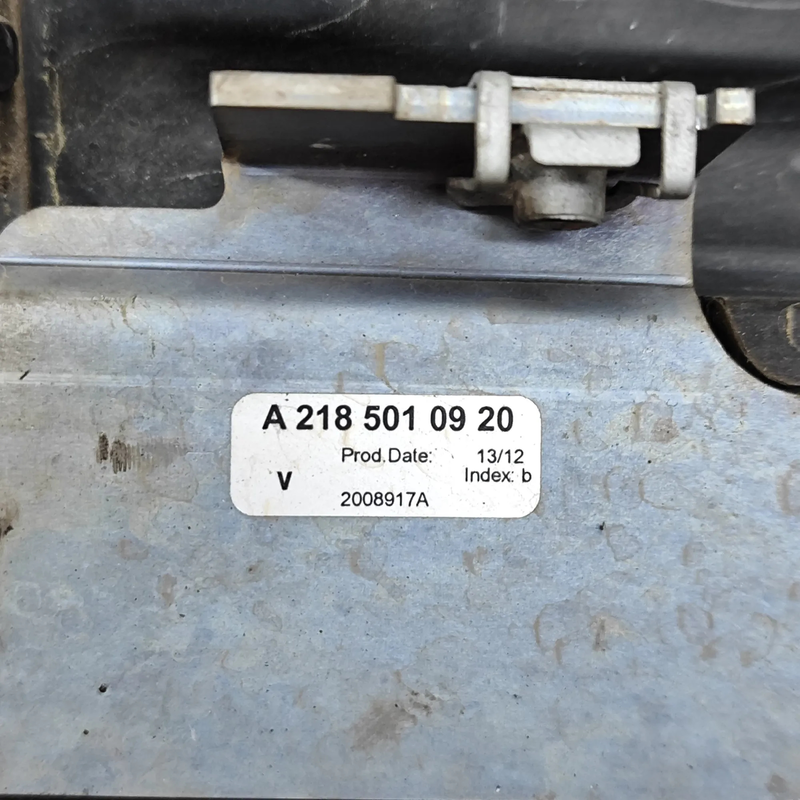 A 218 501 09 20
Prod.Date: 13/12
V Index: b
2008917A